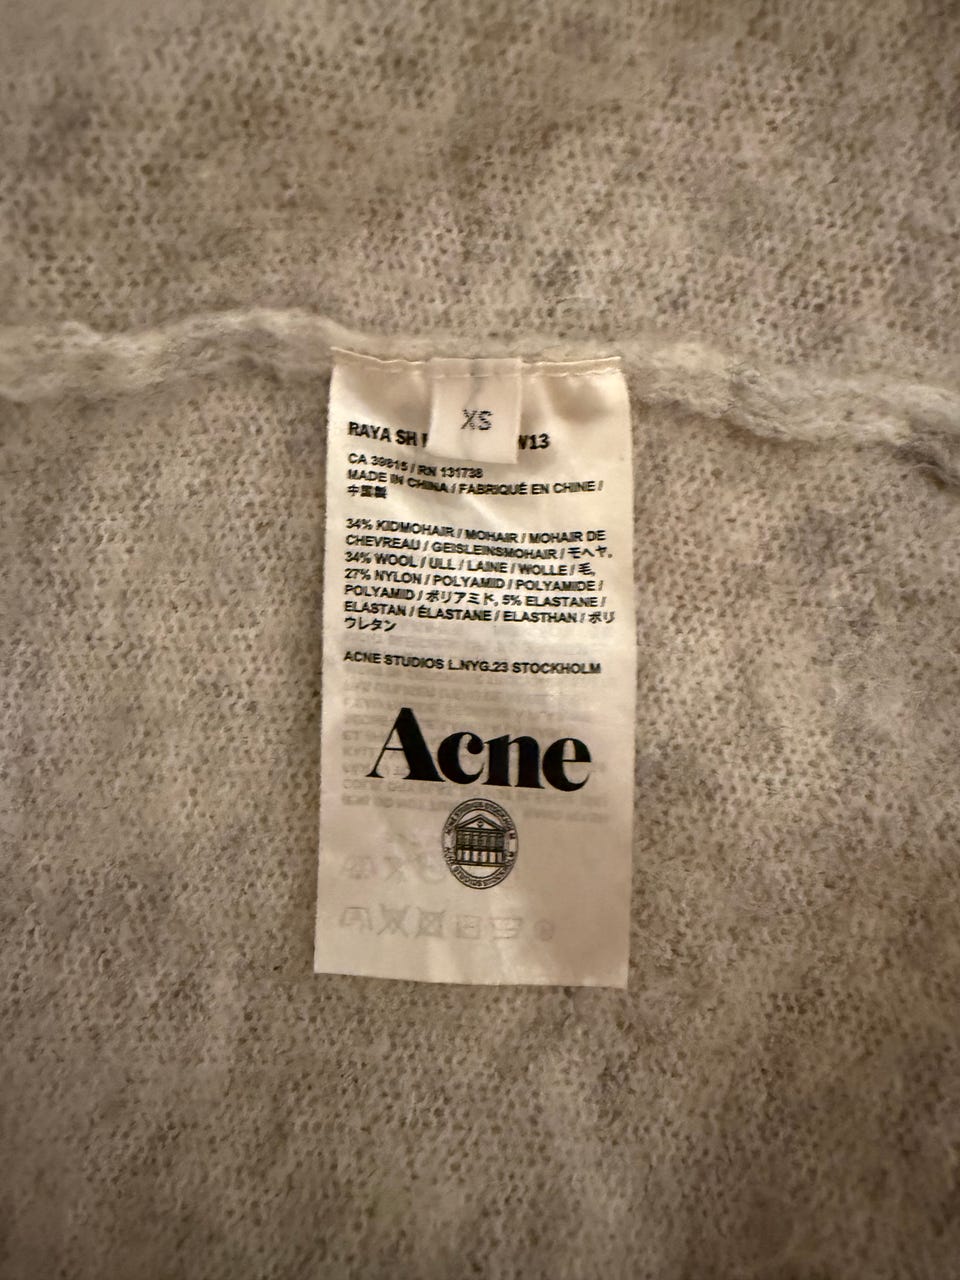 XS
RAYA SH W13
CA 39815 / RN 131738
MADE IN CHINA / FABRIQUÉ EN CHINE /
中国製
34% KIDMOHAIR / MOHAIR / MOHAIR DE
CHEVREAU / GEISLEINSMOHAIR / モヘヤ,
34% WOOL / ULL / LAINE / WOLLE / 毛,
27% NYLON / POLYAMID / POLYAMIDE /
POLYAMID / ポリアミド, 5% ELASTANE /
ELASTAN / ÉLASTANE / ELASTHAN / ポリ
ウレタン
ACNE STUDIOS L.NYG.23 STOCKHOLM
Acne
ACNE STUDIOS STOCKHOLM